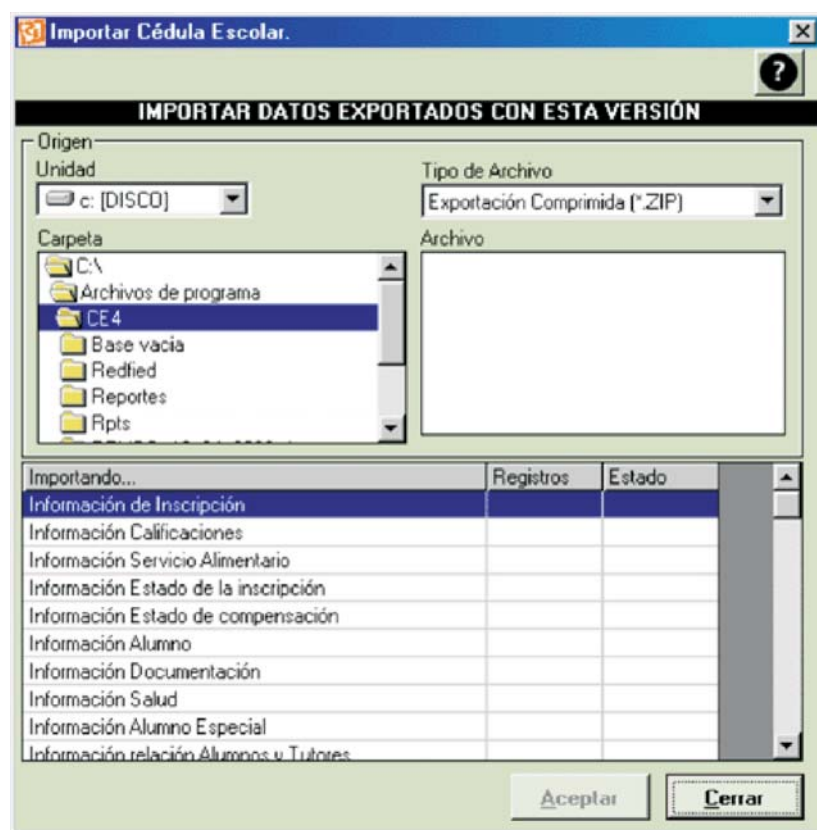 Importar Cédula Escolar.
IMPORTAR DATOS EXPORTADOS CON ESTA VERSIÓN
Origen
Unidad
Tipo de Archivo
c: [DISCO]
Exportación Comprimida (*.ZIP)
Carpeta
Archivo
C:\
Archivos de programa
CE4
Base vacia
Redfied
Reportes
Rpts
Importando... Registros Estado
Información de Inscripción
Información Calificaciones
Información Servicio Alimentario
Información Estado de la inscripción
Información Estado de compensación
Información Alumno
Información Documentación
Información Salud
Información Alumno Especial
Información relación Alumnos y Tutores
Aceptar Cerrar